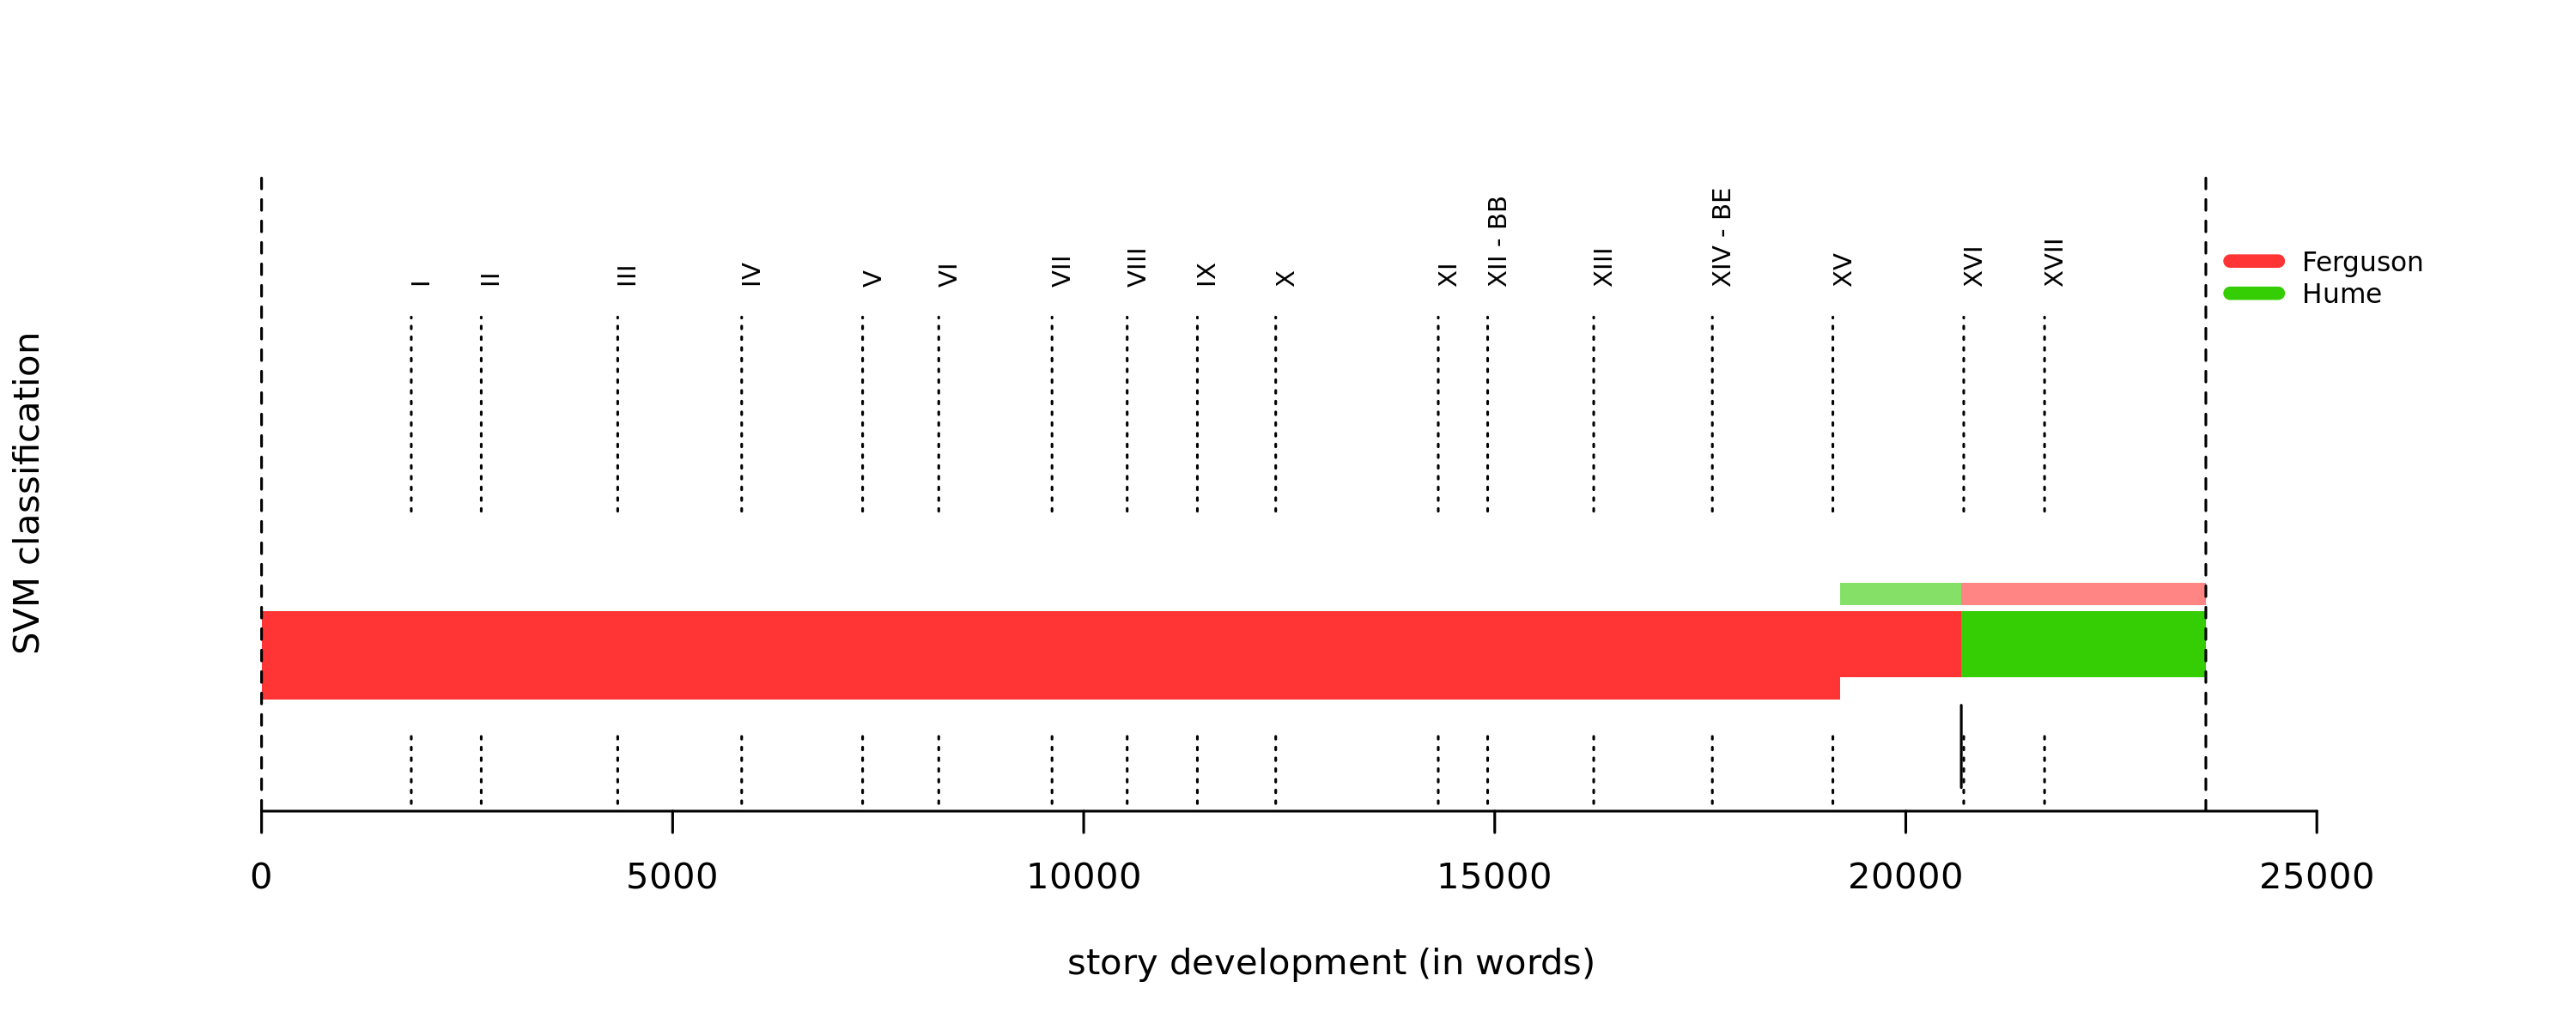 I
II
III
IV
V
VI
VII
VIII
IX
X
XI
XII - BB
XIII
XIV - BE
XV
XVI
XVII
Ferguson
Hume
SVM classification
0 5000 10000 15000 20000 25000
story development (in words)